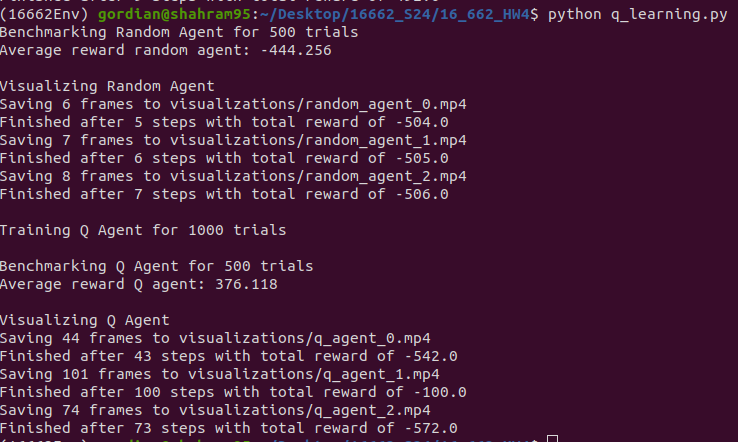 (16662Env) gordian@shahram95:~/Desktop/16662_S24/16_662_HW4$ python q_learning.py
Benchmarking Random Agent for 500 trials
Average reward random agent: -444.256
Visualizing Random Agent
Saving 6 frames to visualizations/random_agent_0.mp4
Finished after 5 steps with total reward of -504.0
Saving 7 frames to visualizations/random_agent_1.mp4
Finished after 6 steps with total reward of -505.0
Saving 8 frames to visualizations/random_agent_2.mp4
Finished after 7 steps with total reward of -506.0
Training Q Agent for 1000 trials
Benchmarking Q Agent for 500 trials
Average reward Q agent: 376.118
Visualizing Q Agent
Saving 44 frames to visualizations/q_agent_0.mp4
Finished after 43 steps with total reward of -542.0
Saving 101 frames to visualizations/q_agent_1.mp4
Finished after 100 steps with total reward of -100.0
Saving 74 frames to visualizations/q_agent_2.mp4
Finished after 73 steps with total reward of -572.0